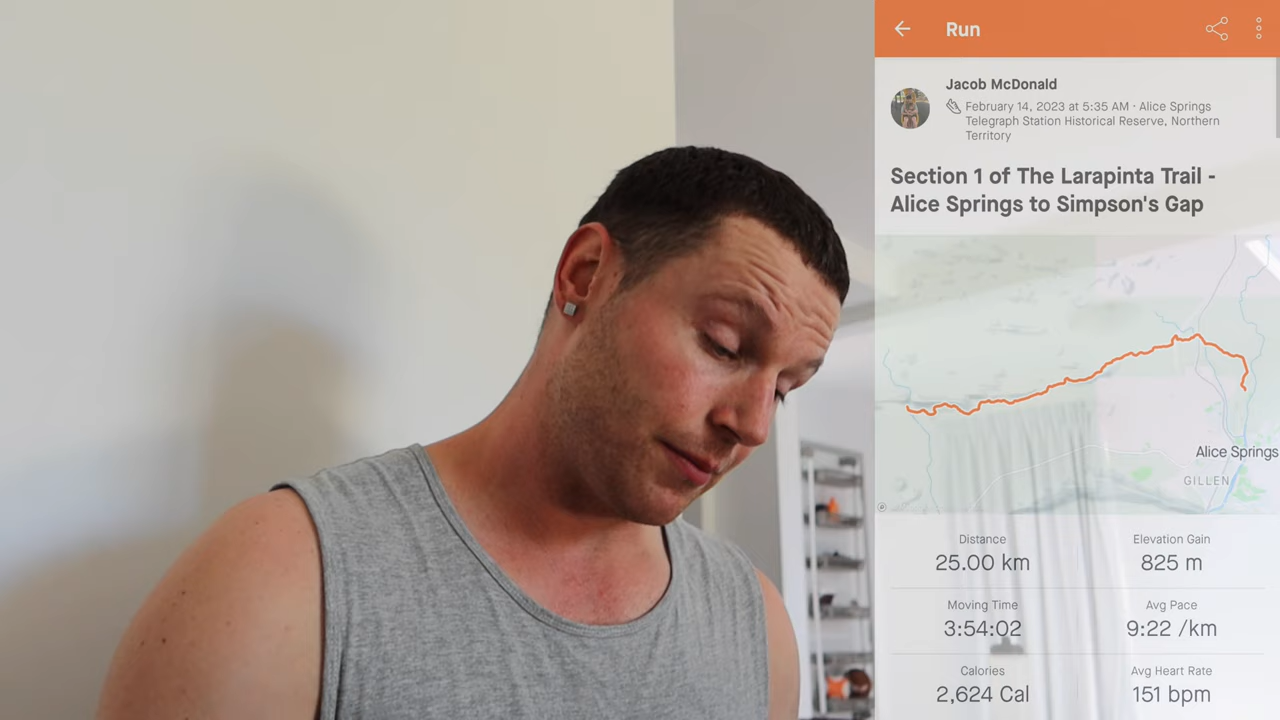 Run
Jacob McDonald
February 14, 2023 at 5:35 AM · Alice Springs
Telegraph Station Historical Reserve, Northern
Territory
Section 1 of The Larapinta Trail -
Alice Springs to Simpson's Gap
Alice Springs
GILLEN
Distance
25.00 km
Elevation Gain
825 m
Moving Time
3:54:02
Avg Pace
9:22 /km
Calories
2,624 Cal
Avg Heart Rate
151 bpm